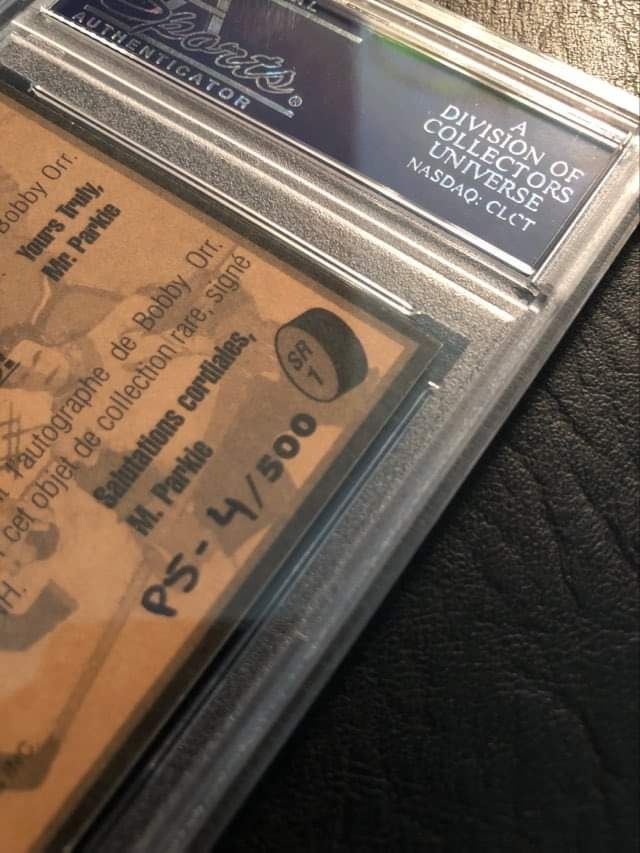 Sports
AUTHENTICATOR
A
DIVISION OF
COLLECTORS
UNIVERSE
NASDAQ: CLCT
Bobby Orr.
Yours Truly,
Mr. Parkie
l'autographe de Bobby Orr.
cet objet de collection rare, signé
Salutations cordiales,
M. Parkie
SR
1
PS-4/500